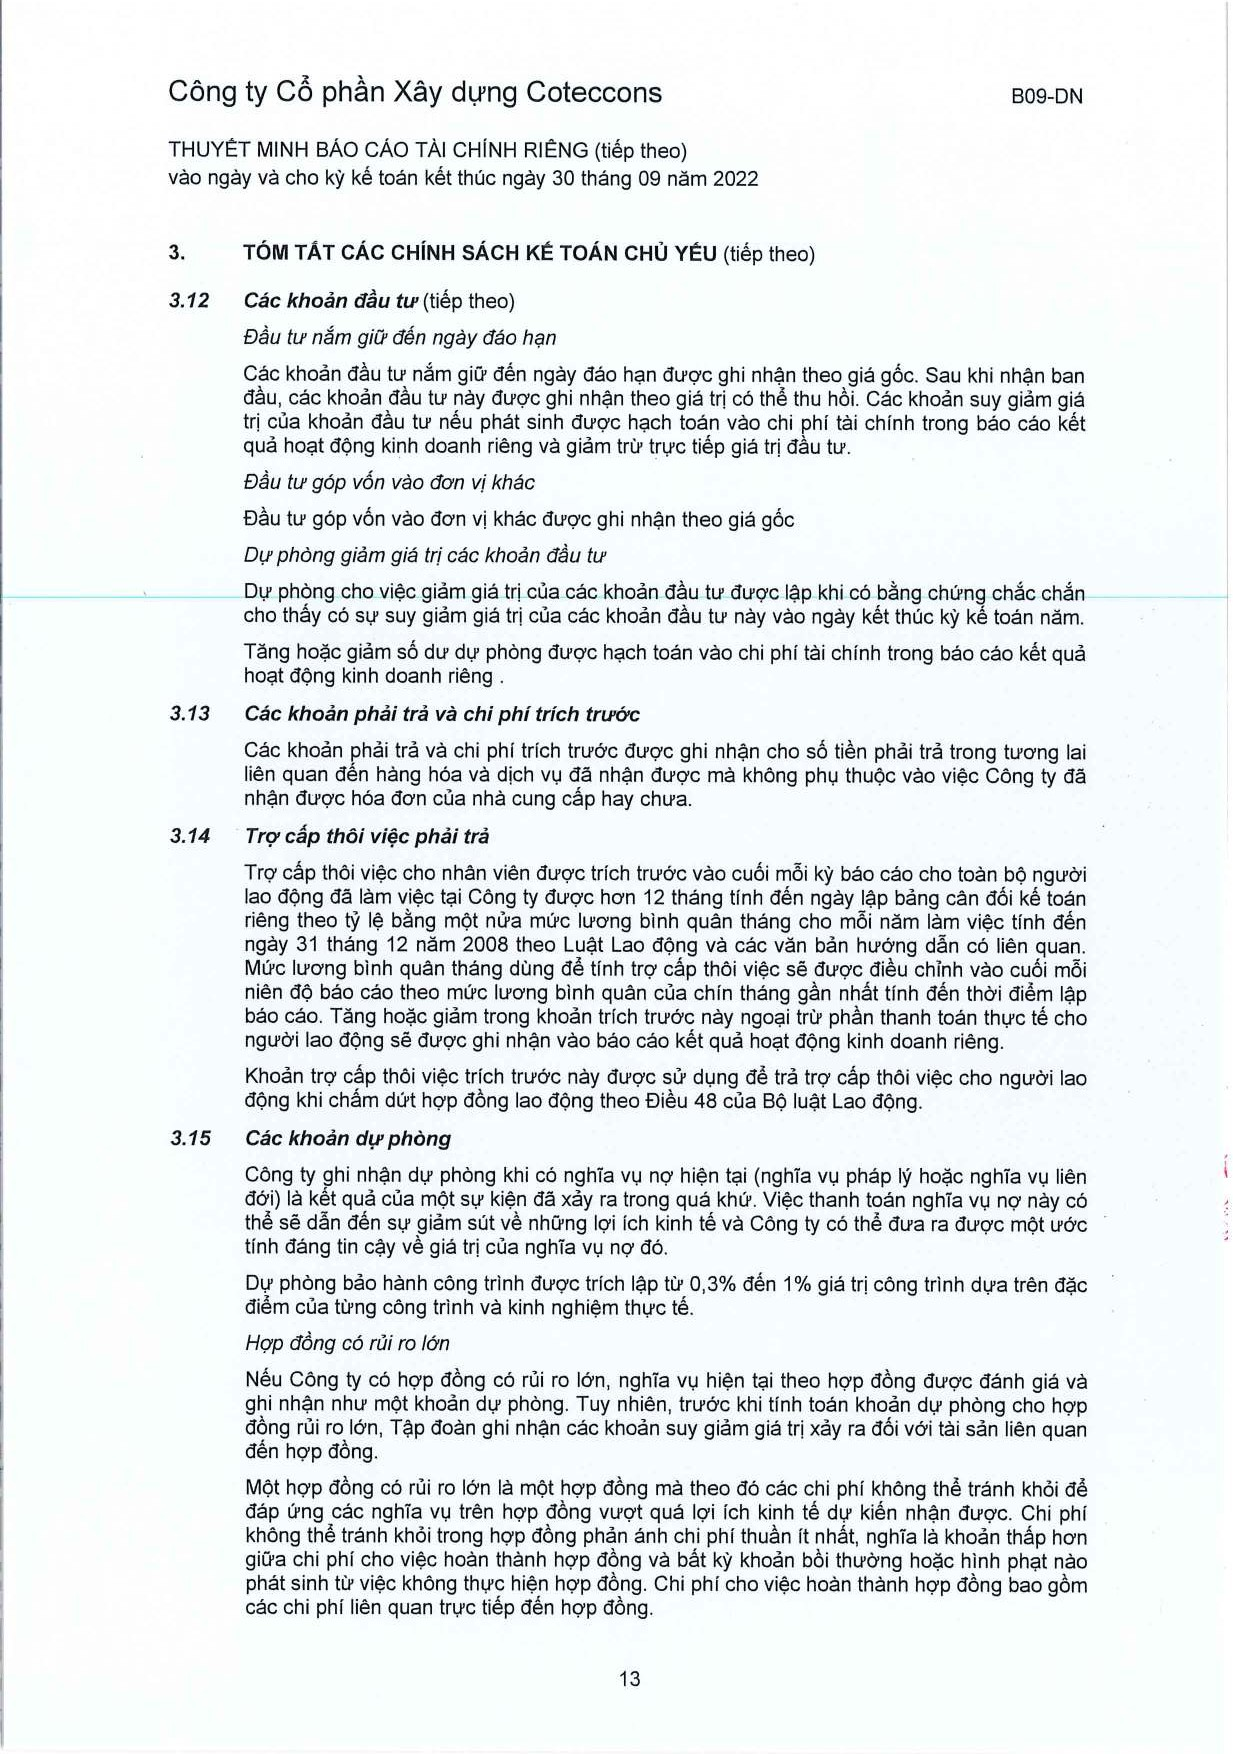 Công ty Cổ phần Xây dựng Coteccons
B09-DN
THUYẾT MINH BÁO CÁO TÀI CHÍNH RIÊNG (tiếp theo)
vào ngày và cho kỳ kế toán kết thúc ngày 30 tháng 09 năm 2022
3. TÓM TẮT CÁC CHÍNH SÁCH KẾ TOÁN CHỦ YẾU (tiếp theo)
3.12 Các khoản đầu tư (tiếp theo)
Đầu tư nắm giữ đến ngày đáo hạn
Các khoản đầu tư nắm giữ đến ngày đáo hạn được ghi nhận theo giá gốc. Sau khi nhận ban
đầu, các khoản đầu tư này được ghi nhận theo giá trị có thể thu hồi. Các khoản suy giảm giá
trị của khoản đầu tư nếu phát sinh được hạch toán vào chi phí tài chính trong báo cáo kết
quả hoạt động kinh doanh riêng và giảm trừ trực tiếp giá trị đầu tư.
Đầu tư góp vốn vào đơn vị khác
Đầu tư góp vốn vào đơn vị khác được ghi nhận theo giá gốc
Dự phòng giảm giá trị các khoản đầu tư
Dự phòng cho việc giảm giá trị của các khoản đầu tư được lập khi có bằng chứng chắc chắn
cho thấy có sự suy giảm giá trị của các khoản đầu tư này vào ngày kết thúc kỳ kế toán năm.
Tăng hoặc giảm số dư dự phòng được hạch toán vào chi phí tài chính trong báo cáo kết quả
hoạt động kinh doanh riêng .
3.13 Các khoản phải trả và chi phí trích trước
Các khoản phải trả và chi phí trích trước được ghi nhận cho số tiền phải trả trong tương lai
liên quan đến hàng hóa và dịch vụ đã nhận được mà không phụ thuộc vào việc Công ty đã
nhận được hóa đơn của nhà cung cấp hay chưa.
3.14 Trợ cấp thôi việc phải trả
Trợ cấp thôi việc cho nhân viên được trích trước vào cuối mỗi kỳ báo cáo cho toàn bộ người
lao động đã làm việc tại Công ty được hơn 12 tháng tính đến ngày lập bảng cân đối kế toán
riêng theo tỷ lệ bằng một nửa mức lương bình quân tháng cho mỗi năm làm việc tính đến
ngày 31 tháng 12 năm 2008 theo Luật Lao động và các văn bản hướng dẫn có liên quan.
Mức lương bình quân tháng dùng để tính trợ cấp thôi việc sẽ được điều chỉnh vào cuối mỗi
niên độ báo cáo theo mức lương bình quân của chín tháng gần nhất tính đến thời điểm lập
báo cáo. Tăng hoặc giảm trong khoản trích trước này ngoại trừ phần thanh toán thực tế cho
người lao động sẽ được ghi nhận vào báo cáo kết quả hoạt động kinh doanh riêng.
Khoản trợ cấp thôi việc trích trước này được sử dụng để trả trợ cấp thôi việc cho người lao
động khi chấm dứt hợp đồng lao động theo Điều 48 của Bộ luật Lao động.
3.15 Các khoản dự phòng
Công ty ghi nhận dự phòng khi có nghĩa vụ nợ hiện tại (nghĩa vụ pháp lý hoặc nghĩa vụ liên
đới) là kết quả của một sự kiện đã xảy ra trong quá khứ. Việc thanh toán nghĩa vụ nợ này có
thể sẽ dẫn đến sự giảm sút về những lợi ích kinh tế và Công ty có thể đưa ra được một ước
tính đáng tin cậy về giá trị của nghĩa vụ nợ đó.
Dự phòng bảo hành công trình được trích lập từ 0,3% đến 1% giá trị công trình dựa trên đặc
điểm của từng công trình và kinh nghiệm thực tế.
Hợp đồng có rủi ro lớn
Nếu Công ty có hợp đồng có rủi ro lớn, nghĩa vụ hiện tại theo hợp đồng được đánh giá và
ghi nhận như một khoản dự phòng. Tuy nhiên, trước khi tính toán khoản dự phòng cho hợp
đồng rủi ro lớn, Tập đoàn ghi nhận các khoản suy giảm giá trị xảy ra đối với tài sản liên quan
đến hợp đồng.
Một hợp đồng có rủi ro lớn là một hợp đồng mà theo đó các chi phí không thể tránh khỏi để
đáp ứng các nghĩa vụ trên hợp đồng vượt quá lợi ích kinh tế dự kiến nhận được. Chi phí
không thể tránh khỏi trong hợp đồng phản ánh chi phí thuần ít nhất, nghĩa là khoản thấp hơn
giữa chi phí cho việc hoàn thành hợp đồng và bất kỳ khoản bồi thường hoặc hình phạt nào
phát sinh từ việc không thực hiện hợp đồng. Chi phí cho việc hoàn thành hợp đồng bao gồm
các chi phí liên quan trực tiếp đến hợp đồng.
13